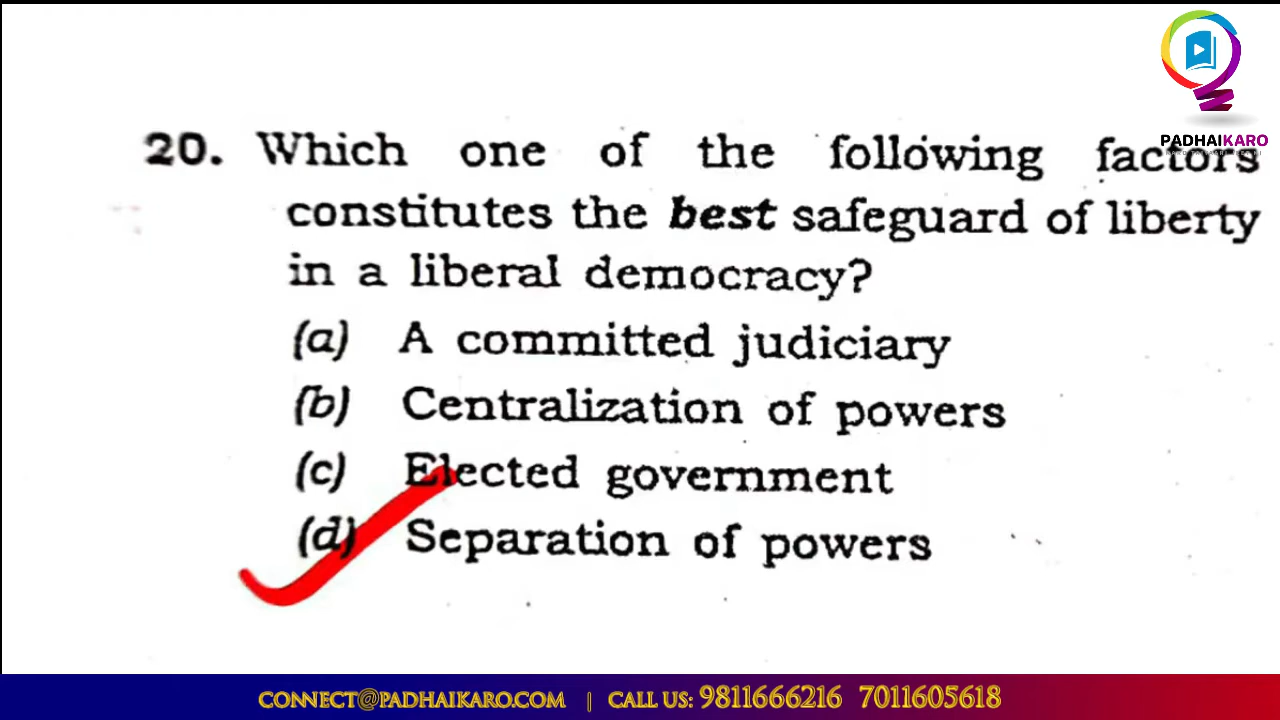 PADHAIKARO
20. Which one of the following factors
constitutes the best safeguard of liberty
in a liberal democracy?
(a) A committed judiciary
(b) Centralization of powers
(c) Elected government
(d) Separation of powers
CONNECT@PADHAIKARO.COM | CALL US: 9811666216 7011605618